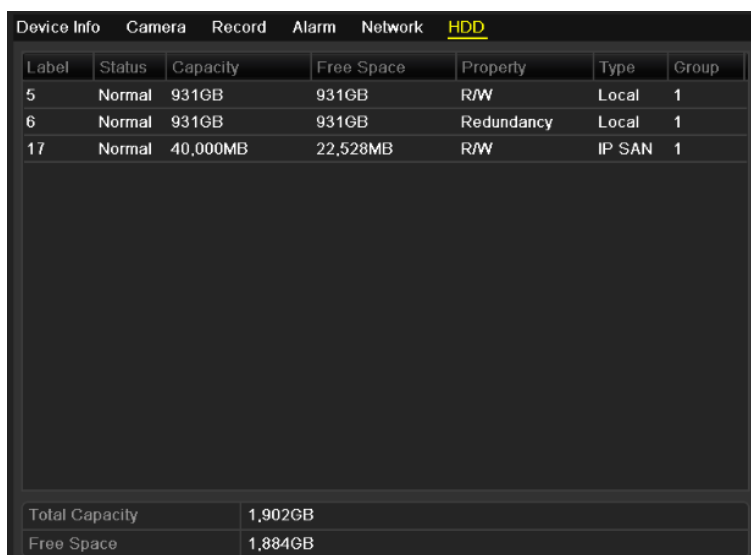 Device Info Camera Record Alarm Network HDD
Label Status Capacity Free Space Property Type Group
5 Normal 931GB 931GB R/W Local 1
6 Normal 931GB 931GB Redundancy Local 1
17 Normal 40,000MB 22,528MB R/W IP SAN 1
Total Capacity 1,902GB
Free Space 1,884GB